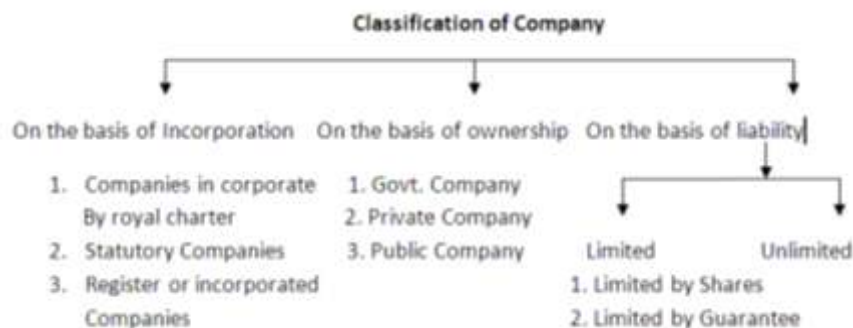 Classification of Company
On the basis of Incorporation
On the basis of ownership
On the basis of liability
1. Companies in corporate
By royal charter
2. Statutory Companies
3. Register or incorporated
Companies
1. Govt. Company
2. Private Company
3. Public Company
Limited
Unlimited
1. Limited by Shares
2. Limited by Guarantee